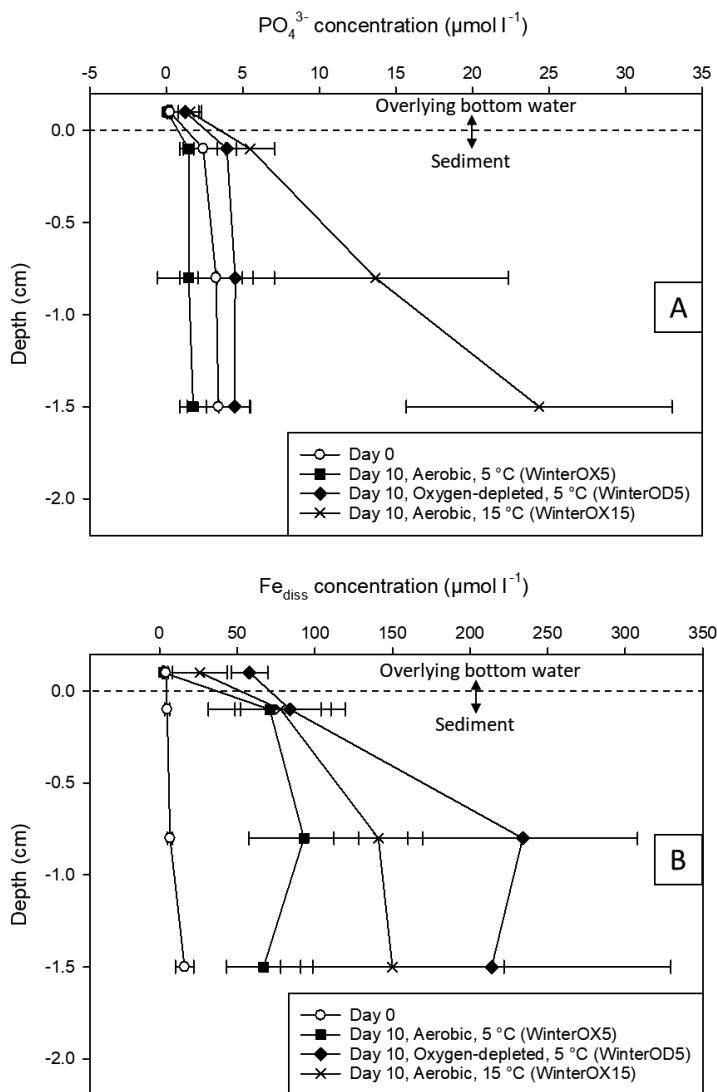 PO₄³⁻ concentration (µmol l⁻¹)
-5 0 5 10 15 20 25 30 35
Overlying bottom water
0.0
Sediment
-0.5
-1.0
-1.5
-2.0
Depth (cm)
A
Day 0
Day 10, Aerobic, 5 °C (WinterOX5)
Day 10, Oxygen-depleted, 5 °C (WinterOD5)
Day 10, Aerobic, 15 °C (WinterOX15)
Fe_diss concentration (µmol l⁻¹)
0 50 100 150 200 250 300 350
Overlying bottom water
0.0
Sediment
-0.5
-1.0
-1.5
-2.0
Depth (cm)
B
Day 0
Day 10, Aerobic, 5 °C (WinterOX5)
Day 10, Oxygen-depleted, 5 °C (WinterOD5)
Day 10, Aerobic, 15 °C (WinterOX15)